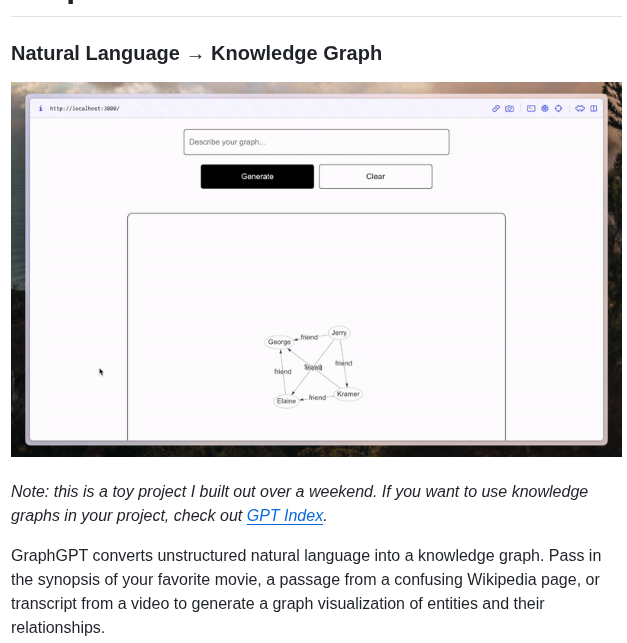 Natural Language → Knowledge Graph
http://localhost:3000/
Describe your graph...
Generate
Clear
Jerry
friend
George
friend
friend
Kramer
friend
Elaine
Note: this is a toy project I built out over a weekend. If you want to use knowledge
graphs in your project, check out GPT Index.
GraphGPT converts unstructured natural language into a knowledge graph. Pass in
the synopsis of your favorite movie, a passage from a confusing Wikipedia page, or
transcript from a video to generate a graph visualization of entities and their
relationships.